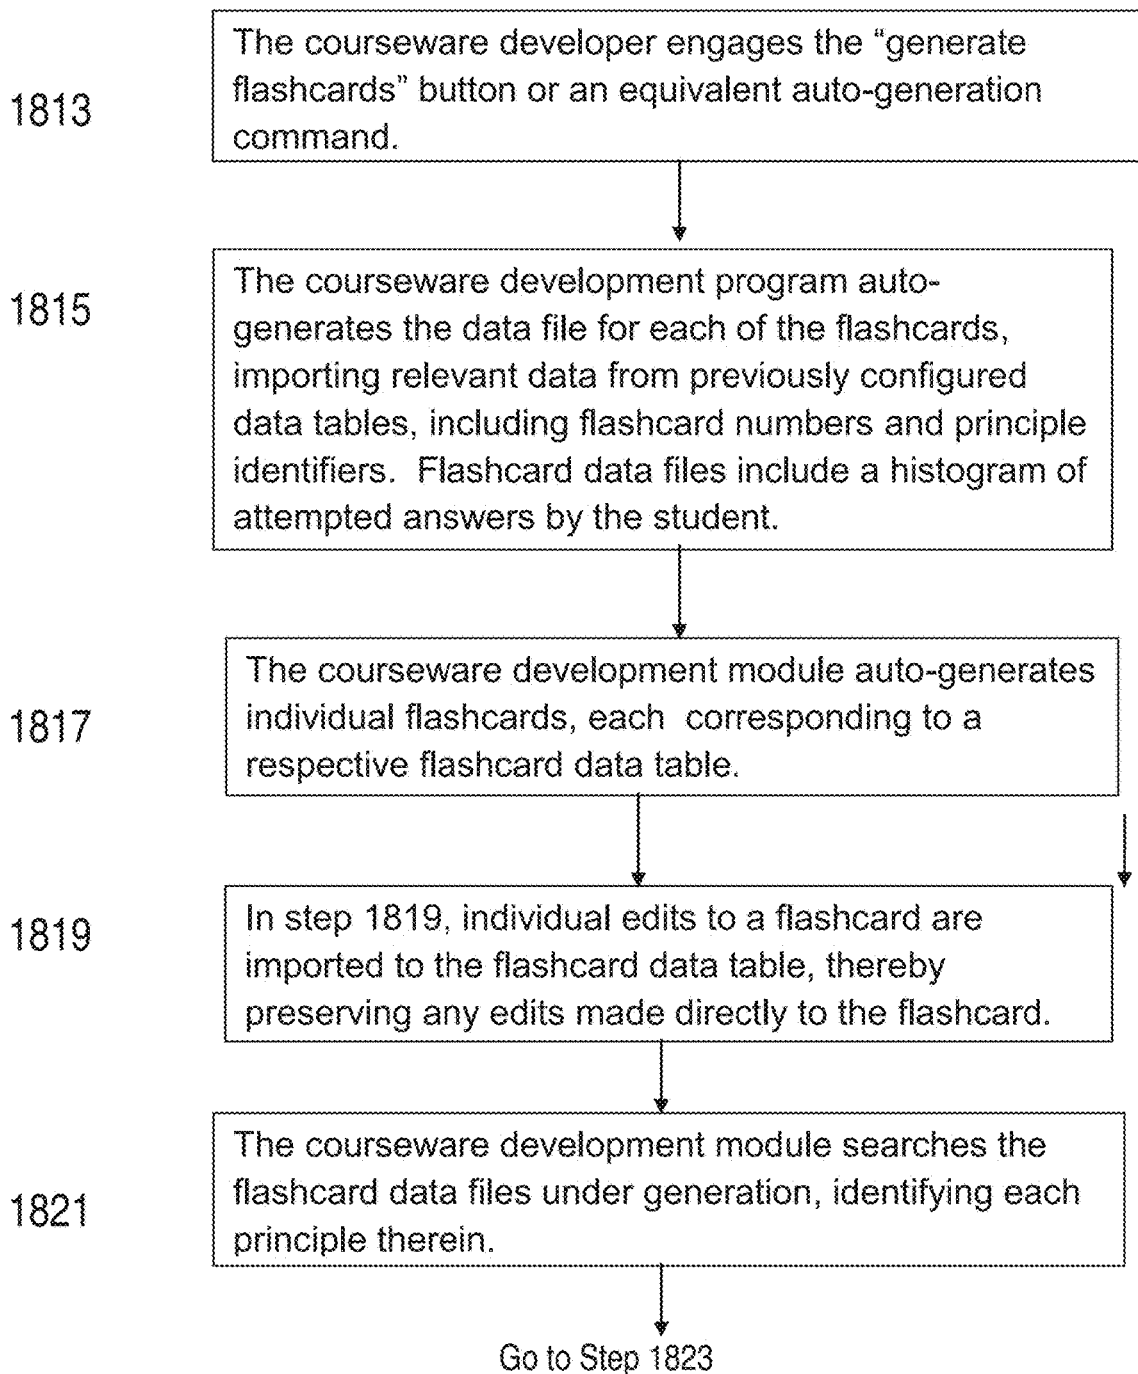 1813
The courseware developer engages the “generate
flashcards” button or an equivalent auto-generation
command.
1815
The courseware development program auto-
generates the data file for each of the flashcards,
importing relevant data from previously configured
data tables, including flashcard numbers and principle
identifiers.  Flashcard data files include a histogram of
attempted answers by the student.
1817
The courseware development module auto-generates
individual flashcards, each  corresponding to a
respective flashcard data table.
1819
In step 1819, individual edits to a flashcard are
imported to the flashcard data table, thereby
preserving any edits made directly to the flashcard.
1821
The courseware development module searches the
flashcard data files under generation, identifying each
principle therein.
Go to Step 1823